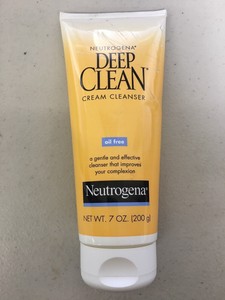 NEUTROGENA®
DEEP
CLEAN®
CREAM CLEANSER
oil free
a gentle and effective
cleanser that improves
your complexion
Neutrogena®
NET WT. 7 OZ. (200 g)